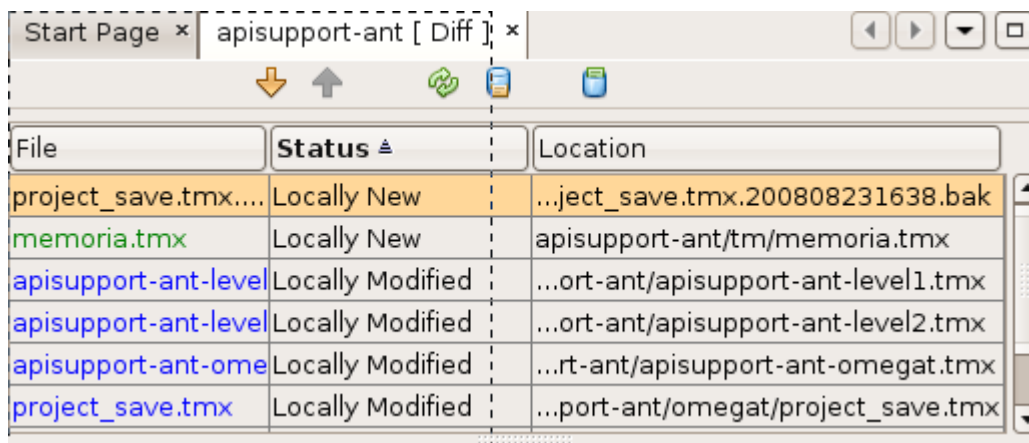 Start Page × apisupport-ant [ Diff ] ×
File Status Location
project_save.tmx.... Locally New ...ject_save.tmx.200808231638.bak
memoria.tmx Locally New apisupport-ant/tm/memoria.tmx
apisupport-ant-level Locally Modified ...ort-ant/apisupport-ant-level1.tmx
apisupport-ant-level Locally Modified ...ort-ant/apisupport-ant-level2.tmx
apisupport-ant-ome Locally Modified ...rt-ant/apisupport-ant-omegat.tmx
project_save.tmx Locally Modified ...port-ant/omegat/project_save.tmx